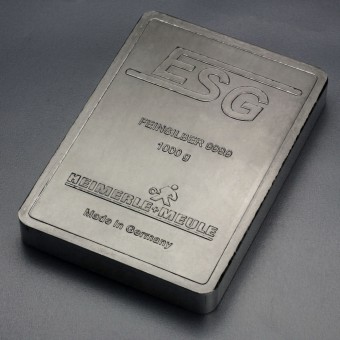 ESG
FEINSILBER 9999
1000 g
HEIMERLE+MEULE
Made in Germany